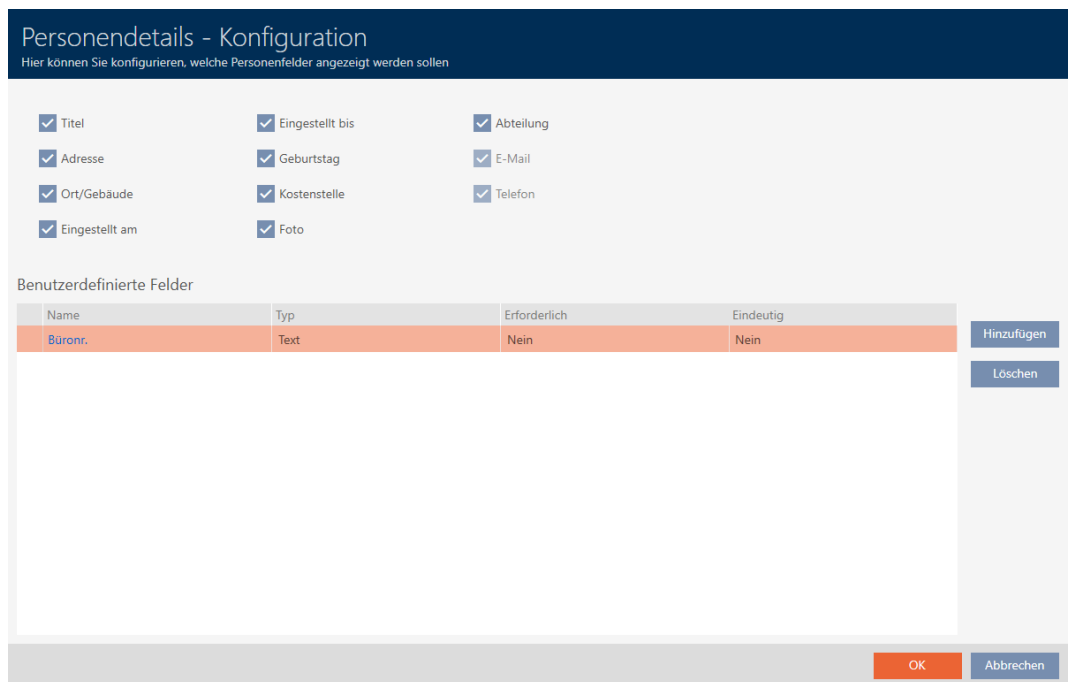 Personendetails - Konfiguration
Hier können Sie konfigurieren, welche Personenfelder angezeigt werden sollen
Titel Eingestellt bis Abteilung
Adresse Geburtstag E-Mail
Ort/Gebäude Kostenstelle Telefon
Eingestellt am Foto
Benutzerdefinierte Felder
Name Typ Erforderlich Eindeutig
Büronr. Text Nein Nein
Hinzufügen
Löschen
OK Abbrechen